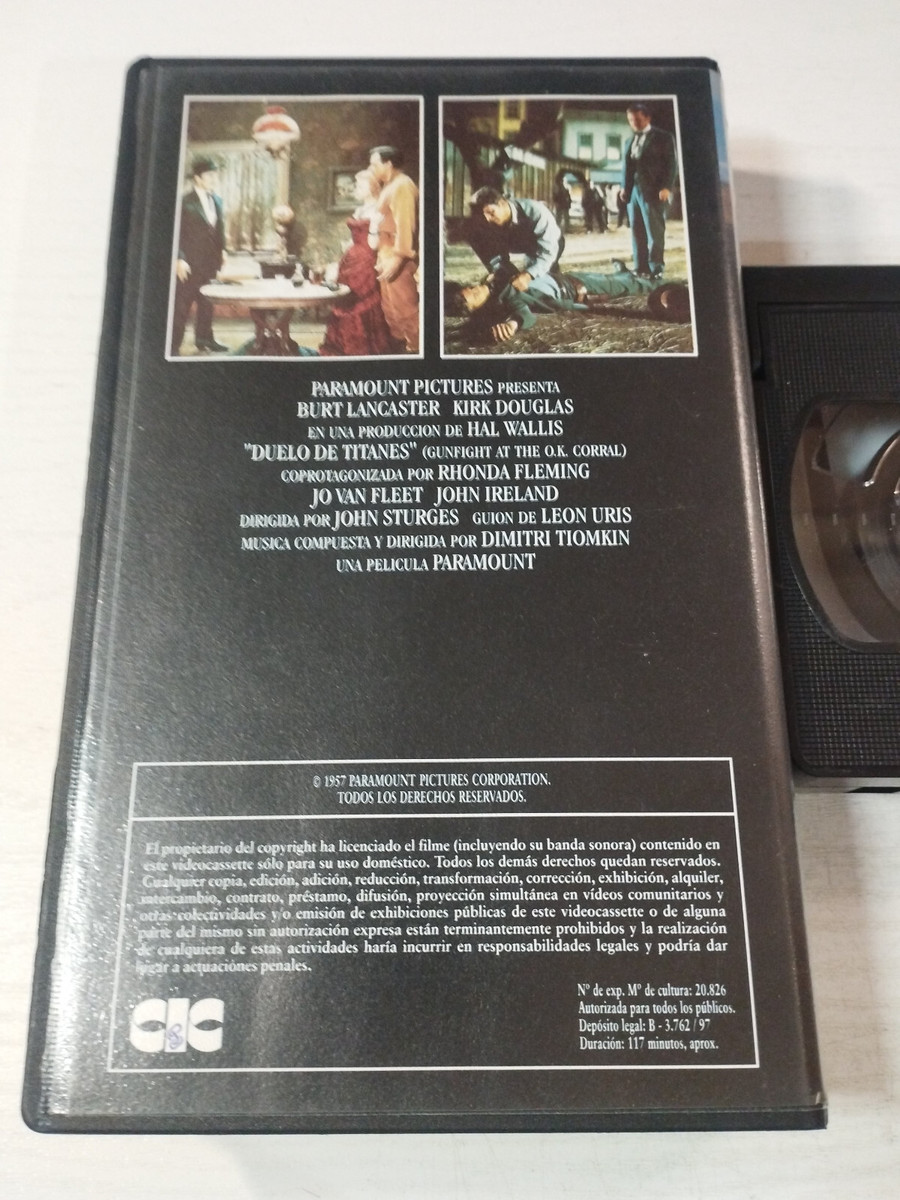 PARAMOUNT PICTURES PRESENTA
BURT LANCASTER KIRK DOUGLAS
EN UNA PRODUCCION DE HAL WALLIS
"DUELO DE TITANES" (GUNFIGHT AT THE O.K. CORRAL)
COPROTAGONIZADA POR RHONDA FLEMING
JO VAN FLEET JOHN IRELAND
DIRIGIDA POR JOHN STURGES GUION DE LEON URIS
MUSICA COMPUESTA Y DIRIGIDA POR DIMITRI TIOMKIN
UNA PELICULA PARAMOUNT
© 1957 PARAMOUNT PICTURES CORPORATION.
TODOS LOS DERECHOS RESERVADOS.
El propietario del copyright ha licenciado el filme (incluyendo su banda sonora) contenido en
este videocassette sólo para su uso doméstico. Todos los demás derechos quedan reservados.
Cualquier copia, edición, adición, reducción, transformación, corrección, exhibición, alquiler,
intercambio, contrato, préstamo, difusión, proyección simultánea en vídeos comunitarios y
otras colectividades y/o emisión de exhibiciones públicas de este videocassette o de alguna
parte del mismo sin autorización expresa están terminantemente prohibidos y la realización
de cualquiera de estas actividades haría incurrir en responsabilidades legales y podría dar
lugar a actuaciónes penales.
CIC
8
Nº de exp. Mº de cultura: 20.826
Autorizada para todos los públicos.
Depósito legal: B - 3.762 / 97
Duración: 117 minutos, aprox.